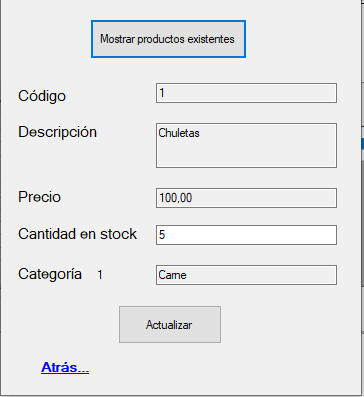 Mostrar productos existentes
Código 1
Descripción Chuletas
Precio 100,00
Cantidad en stock 5
Categoría 1 Carne
Actualizar
Atrás...